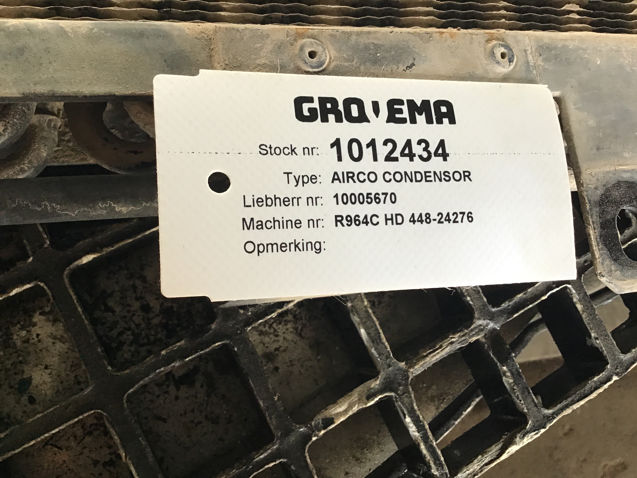 GROVEMA
Stock nr: 1012434
Type: AIRCO CONDENSOR
Liebherr nr: 10005670
Machine nr: R964C HD 448-24276
Opmerking: